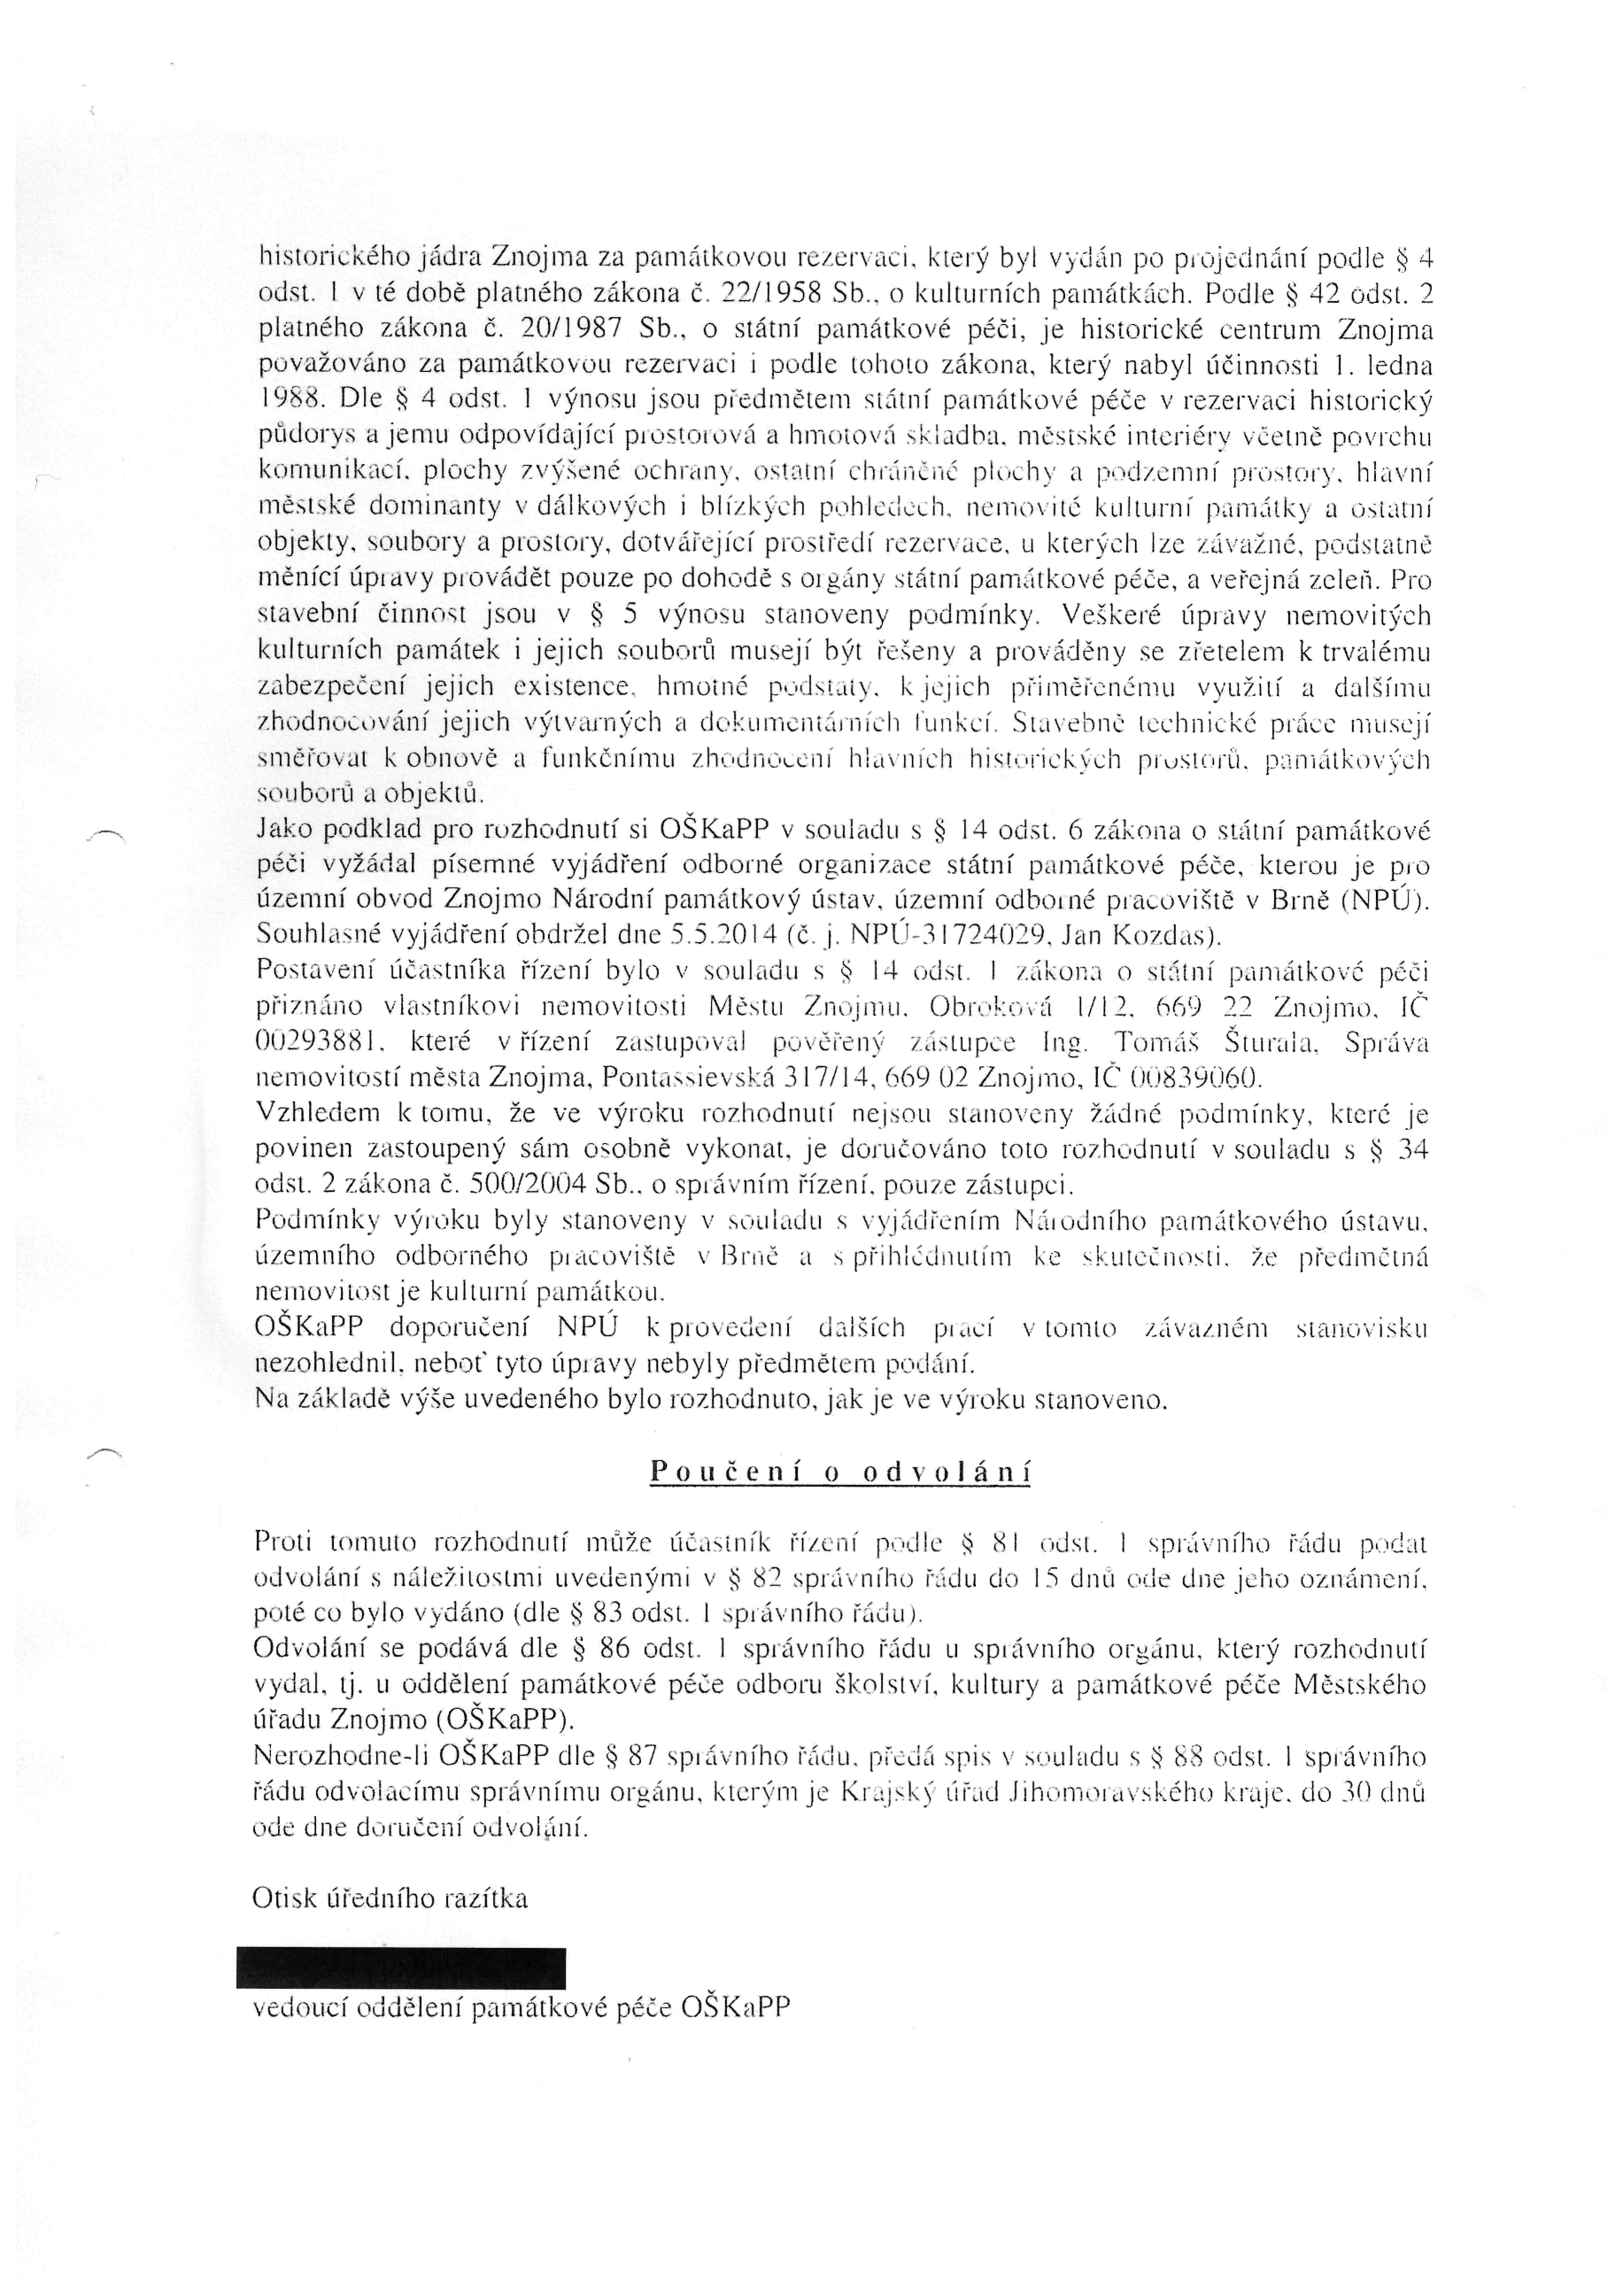 historického jádra Znojma za památkovou rezervaci, který byl vydán po projednání podle § 4
odst. 1 v té době platného zákona č. 22/1958 Sb., o kulturních památkách. Podle § 42 odst. 2
platného zákona č. 20/1987 Sb., o státní památkové péči, je historické centrum Znojma
považováno za památkovou rezervaci i podle tohoto zákona, který nabyl účinnosti 1. ledna
1988. Dle § 4 odst. 1 výnosu jsou předmětem státní památkové péče v rezervaci historický
půdorys a jemu odpovídající prostorová a hmotová skladba, městské interiéry včetně povrchu
komunikací, plochy zvýšené ochrany, ostatní chráněné plochy a podzemní prostory, hlavní
městské dominanty v dálkových i blízkých pohledech, nemovité kulturní památky a ostatní
objekty, soubory a prostory, dotvářející prostředí rezervace, u kterých lze závažné, podstatně
měnící úpravy provádět pouze po dohodě s orgány státní památkové péče, a veřejná zeleň. Pro
stavební činnost jsou v § 5 výnosu stanoveny podmínky. Veškeré úpravy nemovitých
kulturních památek i jejich souborů musejí být řešeny a prováděny se zřetelem k trvalému
zabezpečení jejich existence, hmotné podstaty, k jejich přiměřenému využití a dalšímu
zhodnocování jejich výtvarných a dokumentárních funkcí. Stavebně technické práce musejí
směřovat k obnově a funkčnímu zhodnocení hlavních historických prostorů, památkových
souborů a objektů.
Jako podklad pro rozhodnutí si OŠKaPP v souladu s § 14 odst. 6 zákona o státní památkové
péči vyžádal písemné vyjádření odborné organizace státní památkové péče, kterou je pro
územní obvod Znojmo Národní památkový ústav, územní odborné pracoviště v Brně (NPÚ).
Souhlasné vyjádření obdržel dne 5.5.2014 (č. j. NPÚ-31724029, Jan Kozdas).
Postavení účastníka řízení bylo v souladu s § 14 odst. 1 zákona o státní památkové péči
přiznáno vlastníkovi nemovitosti Městu Znojmu, Obroková 1/12, 669 22 Znojmo, IČ
00293881, které v řízení zastupoval pověřený zástupce Ing. Tomáš Šturala, Správa
nemovitostí města Znojma, Pontassievská 317/14, 669 02 Znojmo, IČ 00839060.
Vzhledem k tomu, že ve výroku rozhodnutí nejsou stanoveny žádné podmínky, které je
povinen zastoupený sám osobně vykonat, je doručováno toto rozhodnutí v souladu s § 34
odst. 2 zákona č. 500/2004 Sb., o správním řízení, pouze zástupci.
Podmínky výroku byly stanoveny v souladu s vyjádřením Národního památkového ústavu,
územního odborného pracoviště v Brně a s přihlédnutím ke skutečnosti, že předmětná
nemovitost je kulturní památkou.
OŠKaPP doporučení NPÚ k provedení dalších prací v tomto závazném stanovisku
nezohlednil, neboť tyto úpravy nebyly předmětem podání.
Na základě výše uvedeného bylo rozhodnuto, jak je ve výroku stanoveno.
Poučení o odvolání
Proti tomuto rozhodnutí může účastník řízení podle § 81 odst. 1 správního řádu podat
odvolání s náležitostmi uvedenými v § 82 správního řádu do 15 dnů ode dne jeho oznámení,
poté co bylo vydáno (dle § 83 odst. 1 správního řádu).
Odvolání se podává dle § 86 odst. 1 správního řádu u správního orgánu, který rozhodnutí
vydal, tj. u oddělení památkové péče odboru školství, kultury a památkové péče Městského
úřadu Znojmo (OŠKaPP).
Nerozhodne-li OŠKaPP dle § 87 správního řádu, předá spis v souladu s § 88 odst. 1 správního
řádu odvolacímu správnímu orgánu, kterým je Krajský úřad Jihomoravského kraje, do 30 dnů
ode dne doručení odvolání.
Otisk úředního razítka
vedoucí oddělení památkové péče OŠKaPP